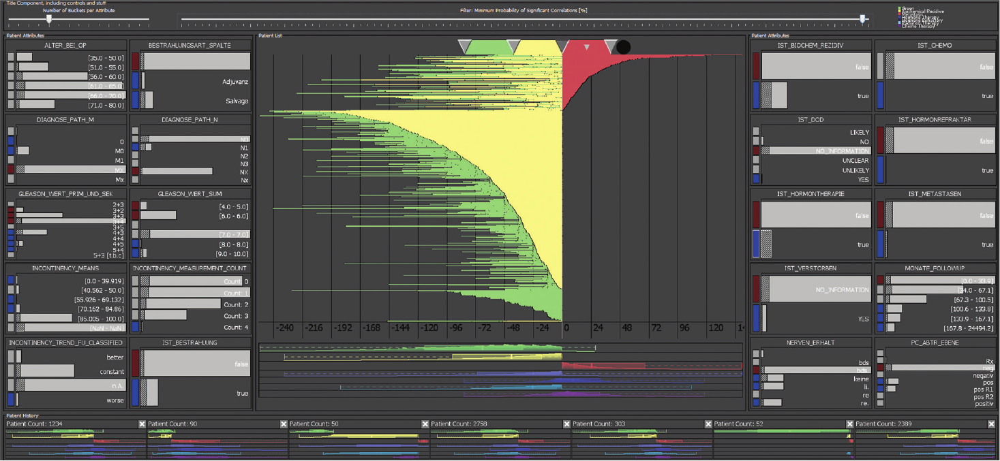 Title Component, including controls and stuff
Number of Buckets per Attribute
Filter: Minimum Probability of Significant Correlations [%]
Green
Biochemical Recidive
Metastasis
Hormone Therapy
Hormone Refractory
Radiation Therapy
Chemo Therapy
Patient Attributes
ALTER_BEI_OP
[35.0 - 50.0]
[51.0 - 55.0]
[56.0 - 60.0]
[61.0 - 65.0]
[66.0 - 70.0]
[71.0 - 80.0]
BESTRAHLUNGSART_SPALTE
Adjuvanz
Salvage
DIAGNOSE_PATH_M
0
M0
M1
MX
Mx
DIAGNOSE_PATH_N
N0
N1
N2
N3
NX
Nx
GLEASON_WERT_PRIM_UND_SEK
2+3
3+2
3+3
3+4
3+5
4+3
4+4
4+5
5+4
5+3 [t.b.c]
GLEASON_WERT_SUM
[4.0 - 5.0]
[6.0 - 6.0]
[7.0 - 7.0]
[8.0 - 8.0]
[9.0 - 10.0]
INCONTINENCY_MEANS
[0.0 - 39.919]
[40.562 - 50.0]
[55.926 - 69.132]
[70.162 - 84.86]
[85.005 - 100.0]
[NaN - NaN]
INCONTINENCY_MEASUREMENT_COUNT
Count: 0
Count: 1
Count: 2
Count: 3
Count: 4
INCONTINENCY_TREND_FU_CLASSIFIED
better
constant
n.A.
worse
IST_BESTRAHLUNG
false
true
Patient List
-240 -216 -192 -168 -144 -120 -96 -72 -48 -24 0 24 48 72 96 120
Patient Attributes
IST_BIOCHEM_REZIDIV
false
true
IST_CHEMO
false
true
IST_DOD
LIKELY
NO
NO_INFORMATION
UNCLEAR
UNLIKELY
YES
IST_HORMONREFRAKTÄR
false
true
IST_HORMONTHERAPIE
false
true
IST_METASTASEN
false
true
IST_VERSTORBEN
NO_INFORMATION
YES
MONATE_FOLLOWUP
[0.0 - 33.9]
[34.0 - 67.1]
[67.3 - 100.5]
[100.6 - 133.8]
[133.9 - 167.1]
[167.8 - 24494.2]
NERVEN_ERHALT
bds
bds.
keine
li.
re
re.
PC_ABTR_EBENE
Rx
neg
negativ
pos
pos R1
pos R2
positiv
Patient History
Patient Count: 1234
Patient Count: 90
Patient Count: 50
Patient Count: 2758
Patient Count: 303
Patient Count: 52
Patient Count: 2389